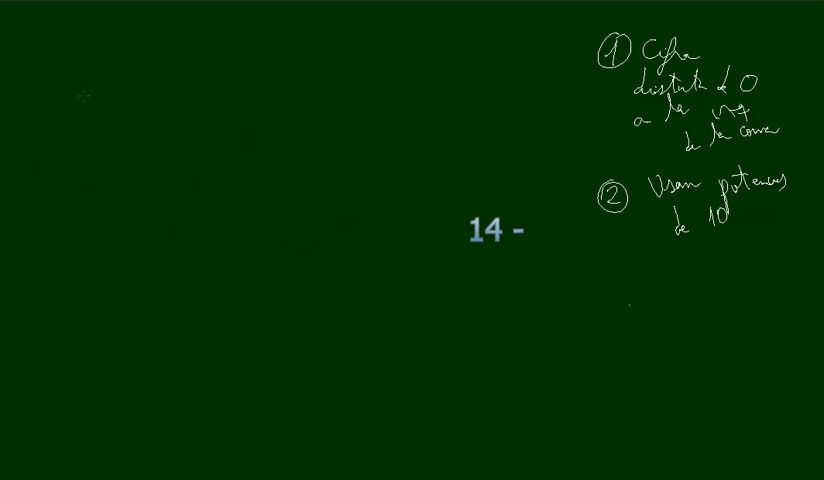 ① Cifra
distinta de 0
a la izq
de la coma
② Usan potencias
de 10
14 -